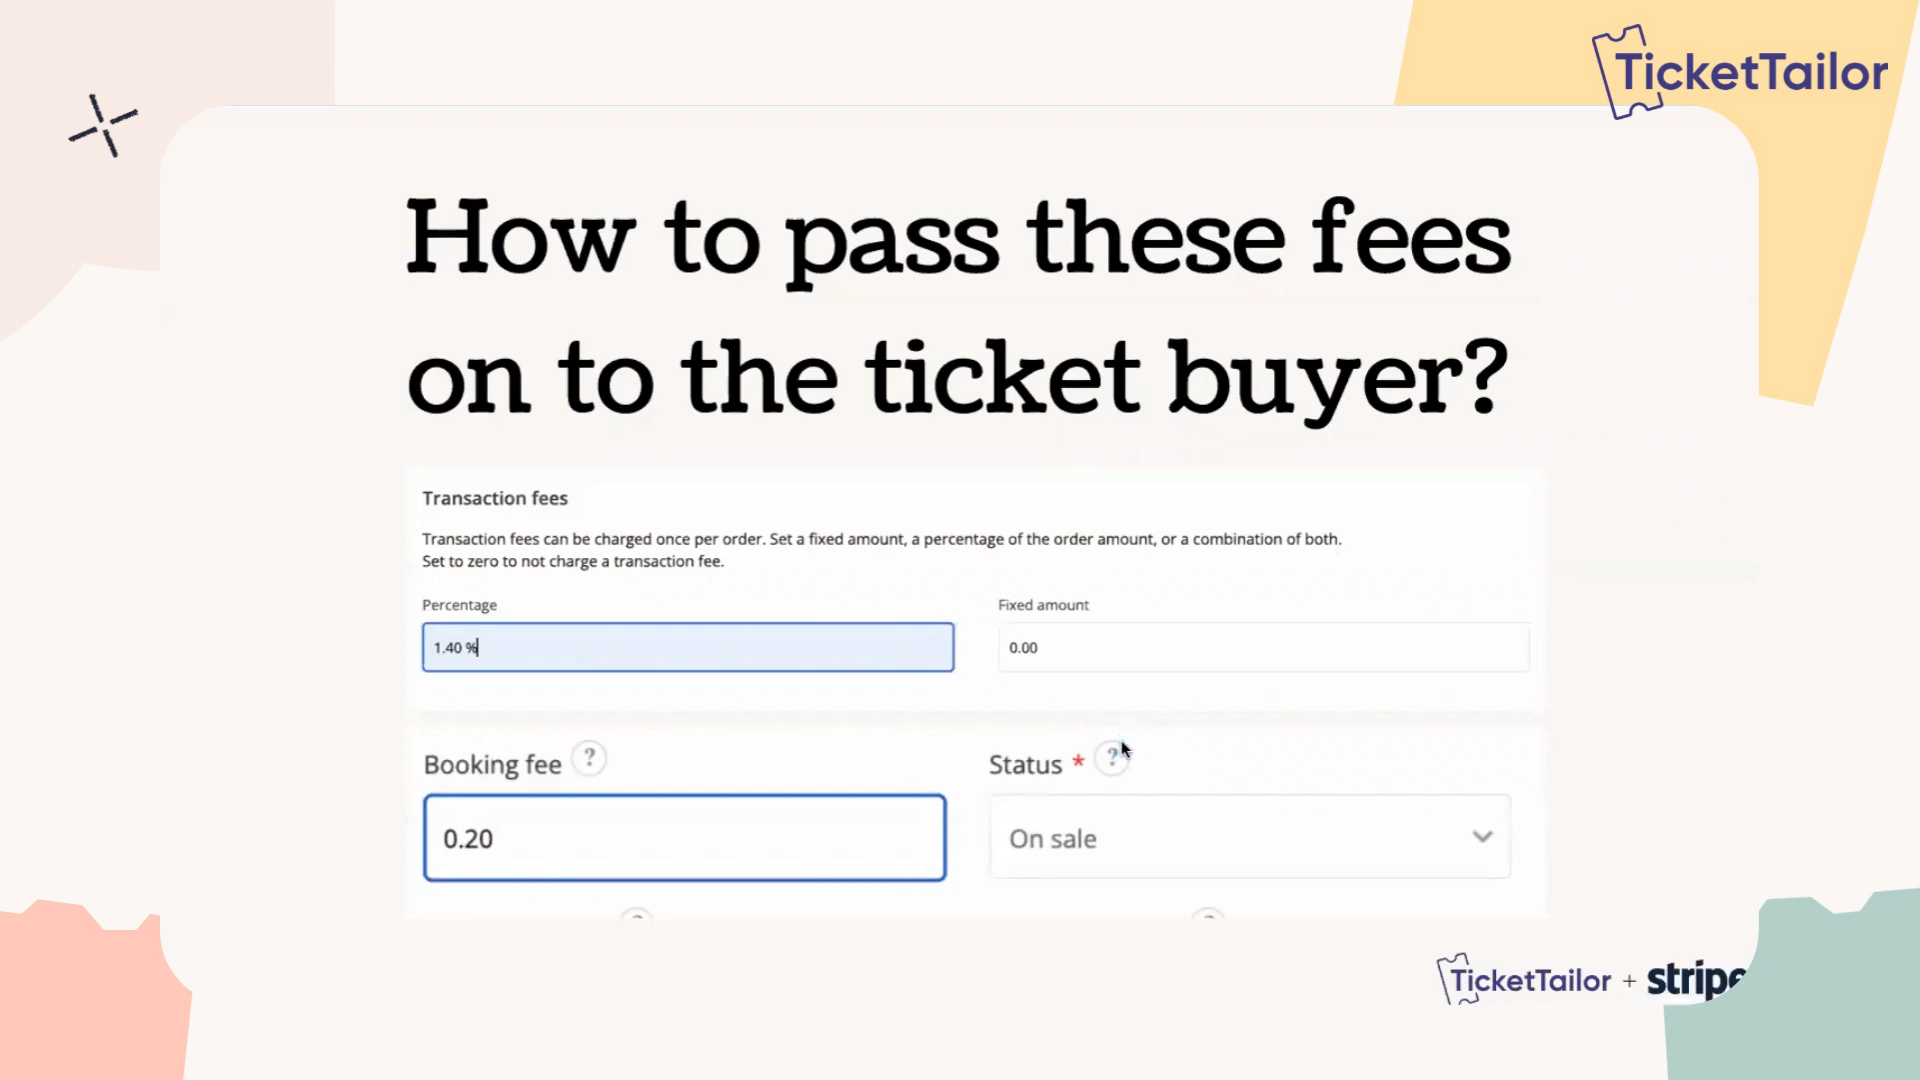 TicketTailor
How to pass these fees
on to the ticket buyer?
Transaction fees
Transaction fees can be charged once per order. Set a fixed amount, a percentage of the order amount, or a combination of both.
Set to zero to not charge a transaction fee.
Percentage
Fixed amount
1.40 %
0.00
Booking fee ?
Status * ?
0.20
On sale
TicketTailor + stripe